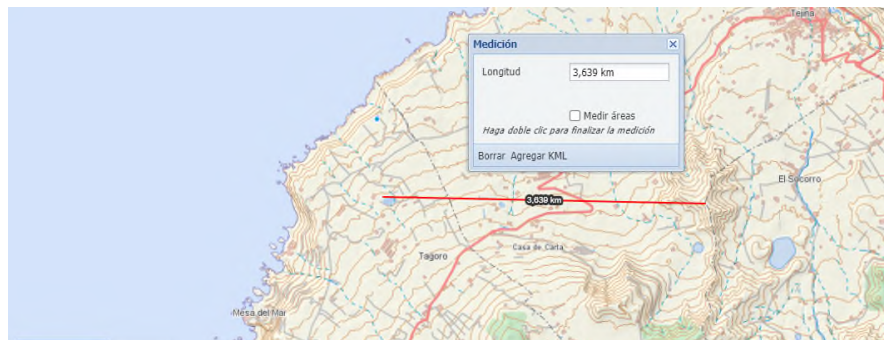 Tejina
Medición
Longitud
3,639 km
Medir áreas
Haga doble clic para finalizar la medición
Borrar Agregar KML
El Socorro
3,639 km
Casa de Carta
Tagoro
Mesa del Mar